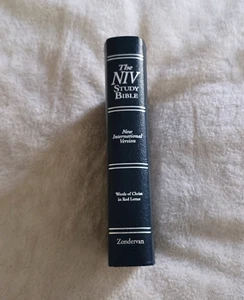 The
NIV
STUDY
BIBLE
New
International
Version
Words of Christ
in Red Letter
Zondervan